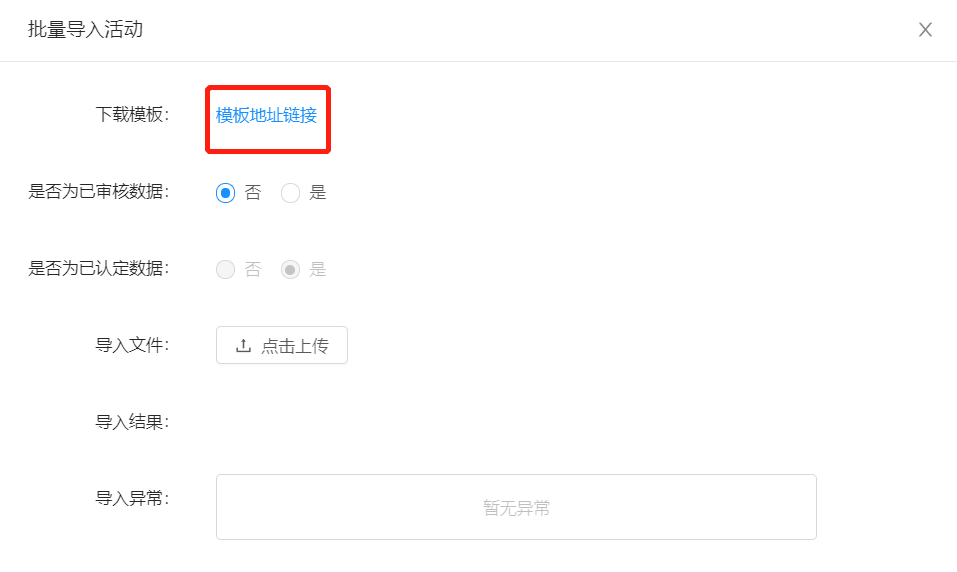 批量导入活动
下载模板: 模板地址链接
是否为已审核数据: 否 是
是否为已认定数据: 否 是
导入文件: 点击上传
导入结果:
导入异常: 暂无异常